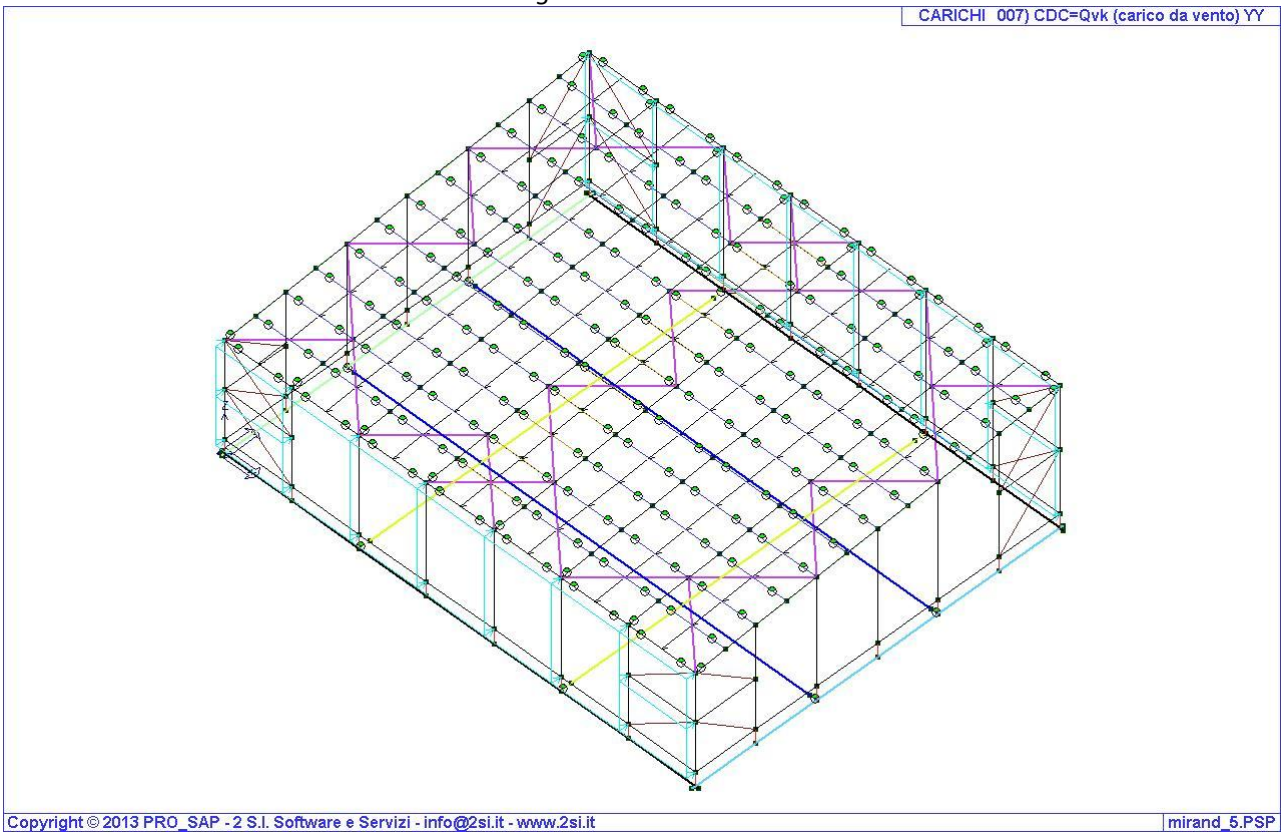 CARICHI 007) CDC=Qvk (carico da vento) YY
Copyright © 2013 PRO_SAP - 2 S.I. Software e Servizi - info@2si.it - www.2si.it
mirand_5.PSP